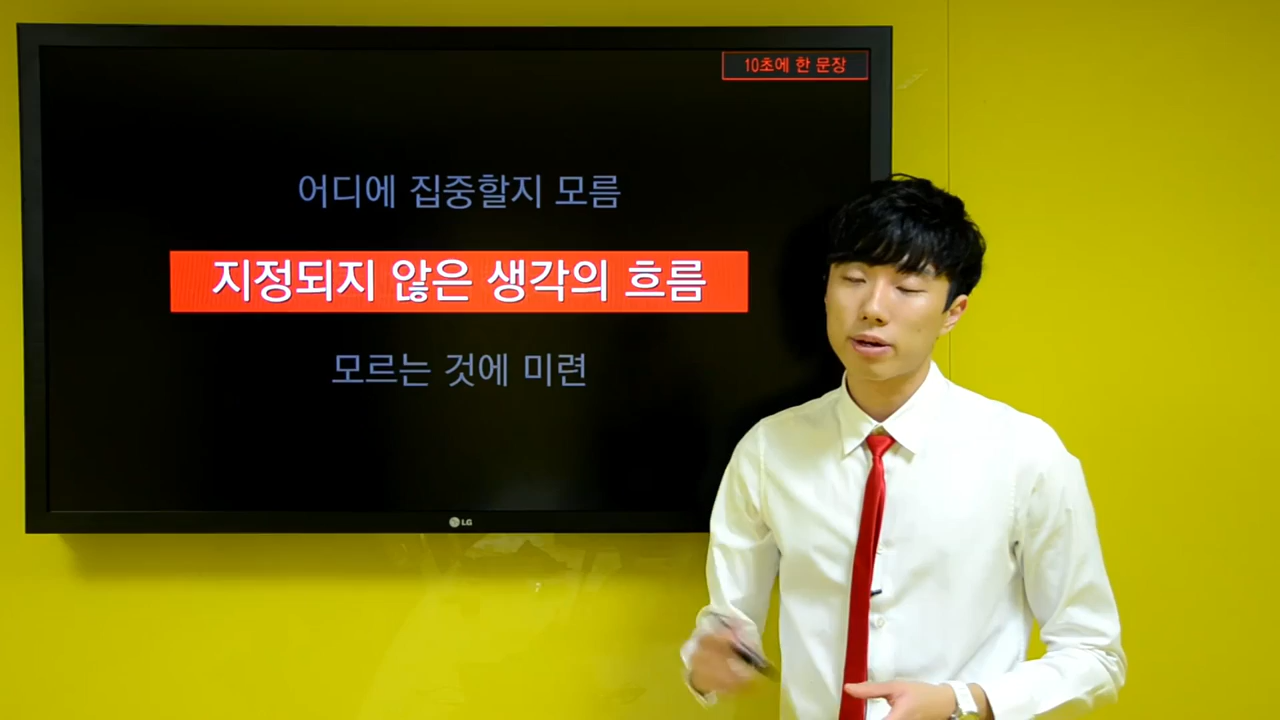 10초에 한 문장
어디에 집중할지 모름
지정되지 않은 생각의 흐름
모르는 것에 미련
LG